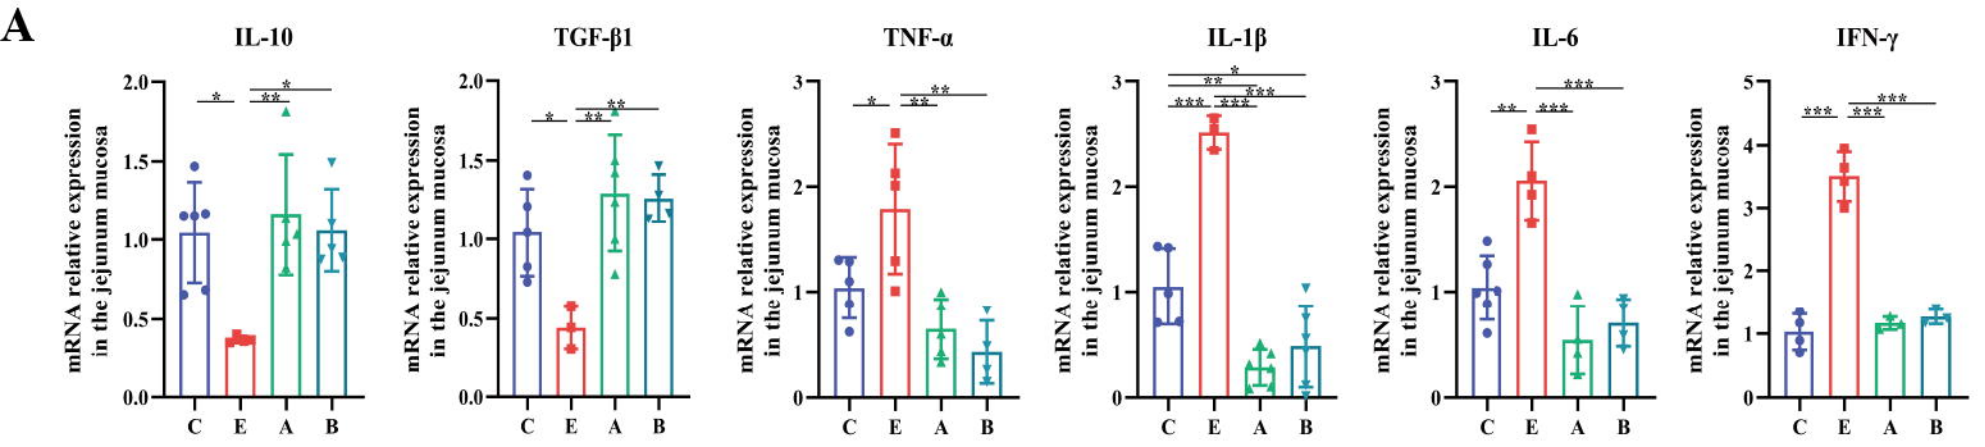 A
IL-10
mRNA relative expression
in the jejunum mucosa
2.0
1.5
1.0
0.5
0.0
*
*
**
C E A B
TGF-β1
mRNA relative expression
in the jejunum mucosa
2.0
1.5
1.0
0.5
0.0
**
*
**
C E A B
TNF-α
mRNA relative expression
in the jejunum mucosa
3
2
1
0
**
*
**
C E A B
IL-1β
mRNA relative expression
in the jejunum mucosa
3
2
1
0
*
**
***
***
***
C E A B
IL-6
mRNA relative expression
in the jejunum mucosa
3
2
1
0
***
**
***
C E A B
IFN-γ
mRNA relative expression
in the jejunum mucosa
5
4
3
2
1
0
***
***
***
C E A B